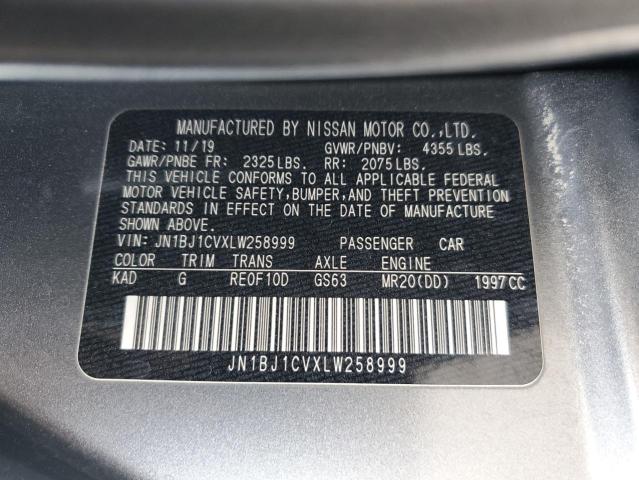 MANUFACTURED BY NISSAN MOTOR CO.,LTD.
DATE: 11/19 GVWR/PNBV: 4355 LBS.
GAWR/PNBE FR: 2325 LBS. RR: 2075 LBS.
THIS VEHICLE CONFORMS TO ALL APPLICABLE FEDERAL
MOTOR VEHICLE SAFETY, BUMPER, AND THEFT PREVENTION
STANDARDS IN EFFECT ON THE DATE OF MANUFACTURE
SHOWN ABOVE.
VIN: JN1BJ1CVXLW258999 PASSENGER CAR
COLOR TRIM TRANS AXLE ENGINE
KAD G RE0F10D GS63 MR20(DD) 1997 CC
JN1BJ1CVXLW258999